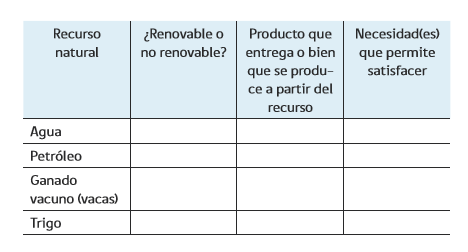 Recurso
natural
¿Renovable o
no renovable?
Producto que
entrega o bien
que se produ-
ce a partir del
recurso
Necesidad(es)
que permite
satisfacer
Agua
Petróleo
Ganado
vacuno (vacas)
Trigo